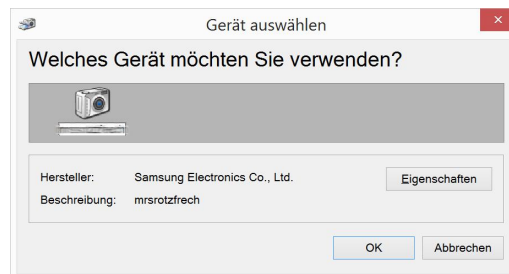 Gerät auswählen
Welches Gerät möchten Sie verwenden?
Hersteller: Samsung Electronics Co., Ltd.
Eigenschaften
Beschreibung: mrsrotzfrech
OK Abbrechen